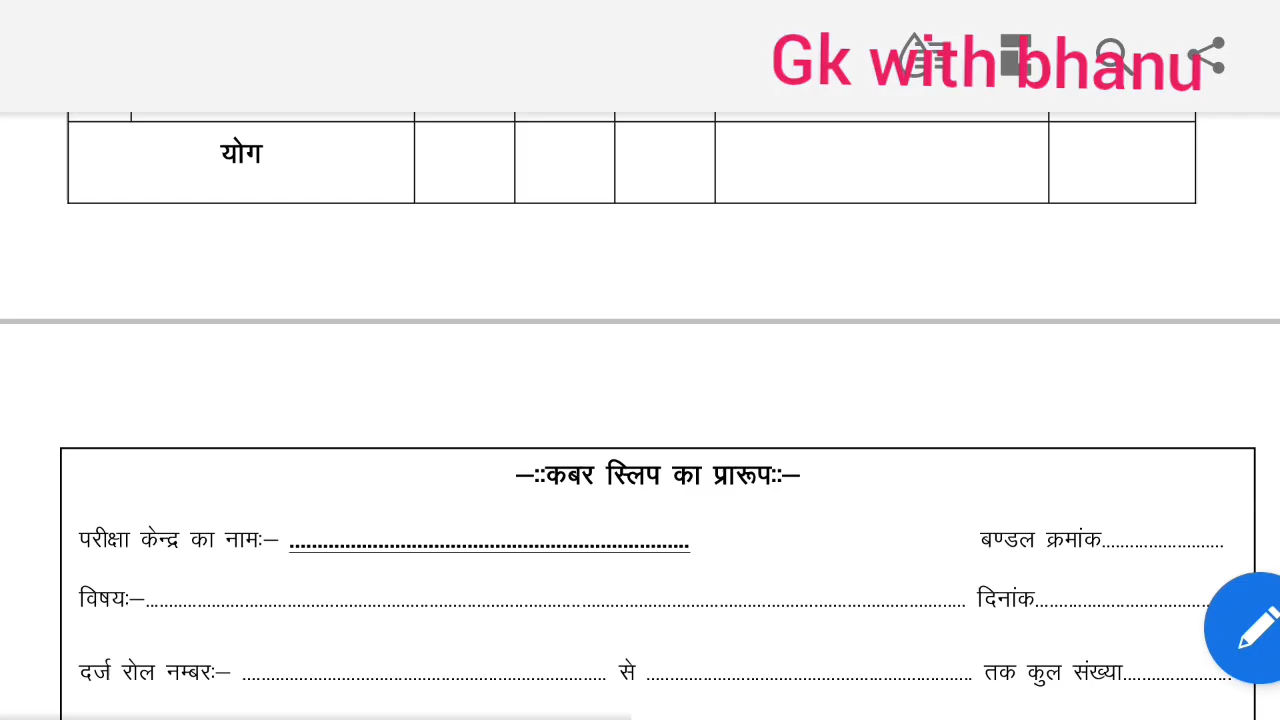 Gk with bhanu
योग
–::कबर स्लिप का प्रारूप::–
परीक्षा केन्द्र का नामः– ........................................................................ बण्डल क्रमांक..........................
विषयः–............................................................................................................................................................................... दिनांक.....................................
दर्ज रोल नम्बरः– .............................................................................. से ...................................................................... तक कुल संख्या.......................